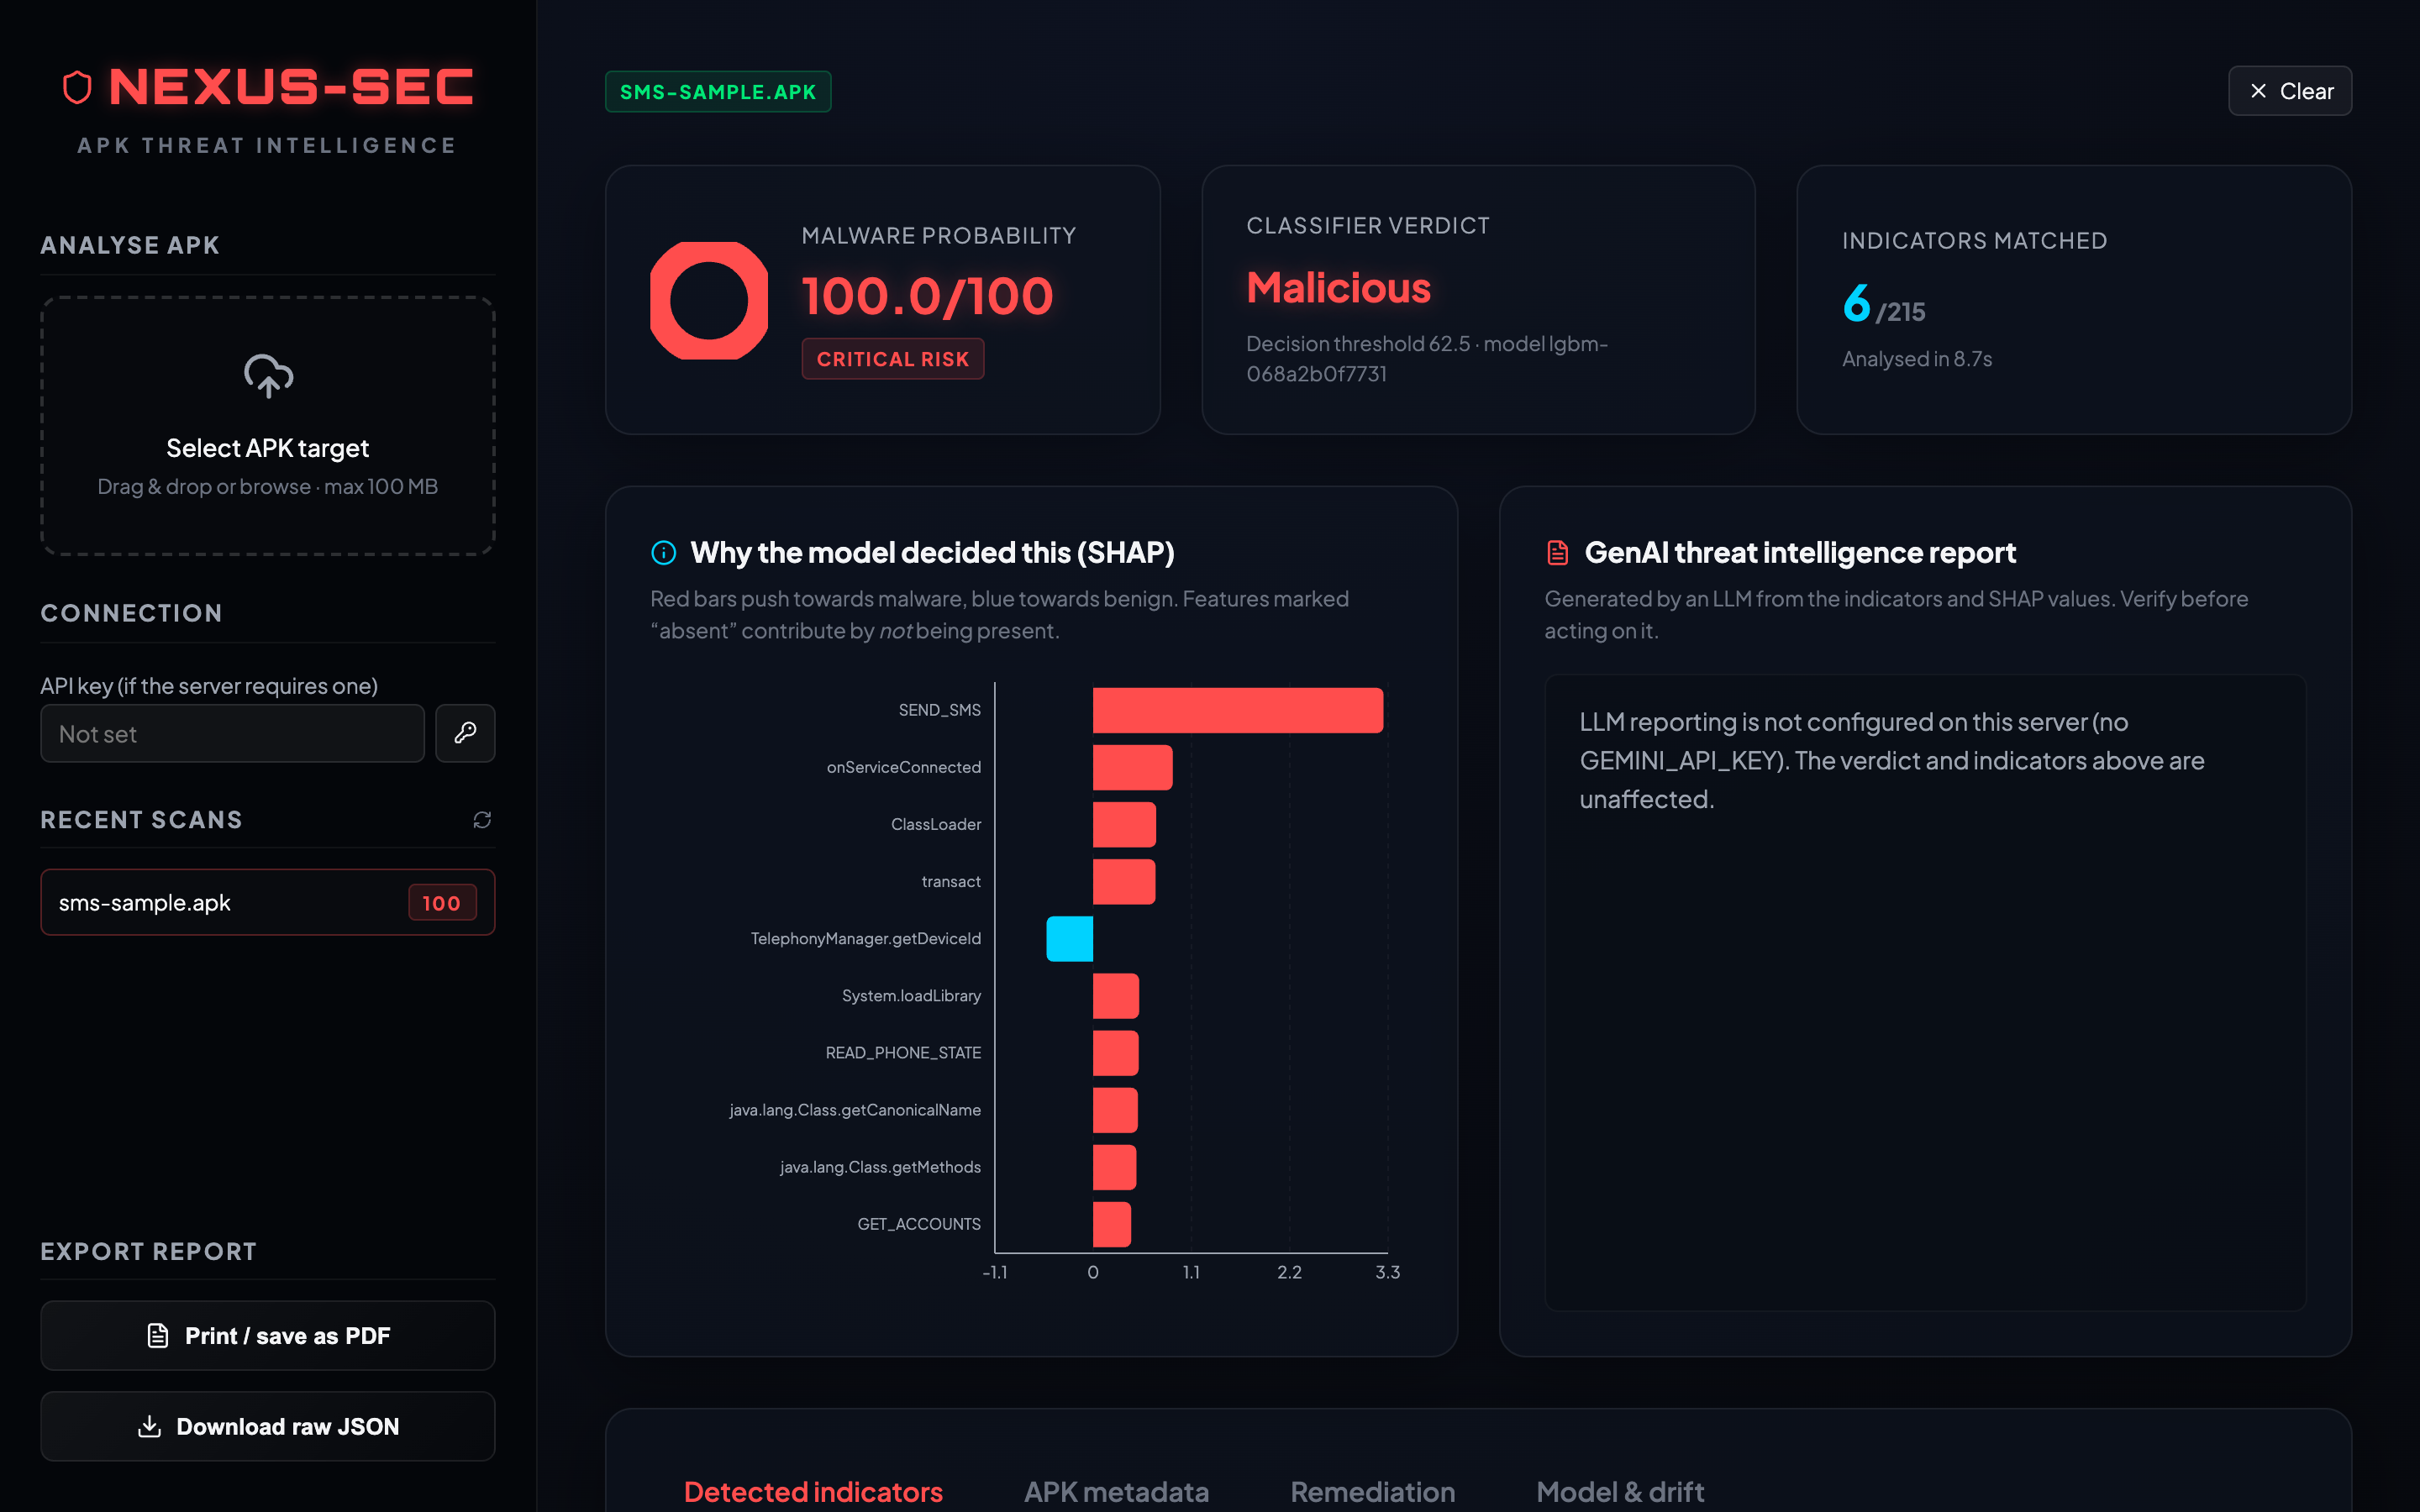 NEXUS-SEC
APK THREAT INTELLIGENCE
ANALYSE APK
Select APK target
Drag & drop or browse · max 100 MB
CONNECTION
API key (if the server requires one)
Not set
RECENT SCANS
sms-sample.apk
100
EXPORT REPORT
Print / save as PDF
Download raw JSON
SMS-SAMPLE.APK
Clear
MALWARE PROBABILITY
100.0/100
CRITICAL RISK
CLASSIFIER VERDICT
Malicious
Decision threshold 62.5 · model lgbm-
068a2b0f7731
INDICATORS MATCHED
6/215
Analysed in 8.7s
Why the model decided this (SHAP)
Red bars push towards malware, blue towards benign. Features marked
“absent” contribute by not being present.
SEND_SMS
onServiceConnected
ClassLoader
transact
TelephonyManager.getDeviceId
System.loadLibrary
READ_PHONE_STATE
java.lang.Class.getCanonicalName
java.lang.Class.getMethods
GET_ACCOUNTS
-1.1 0 1.1 2.2 3.3
GenAI threat intelligence report
Generated by an LLM from the indicators and SHAP values. Verify before
acting on it.
LLM reporting is not configured on this server (no
GEMINI_API_KEY). The verdict and indicators above are
unaffected.
Detected indicators
APK metadata
Remediation
Model & drift